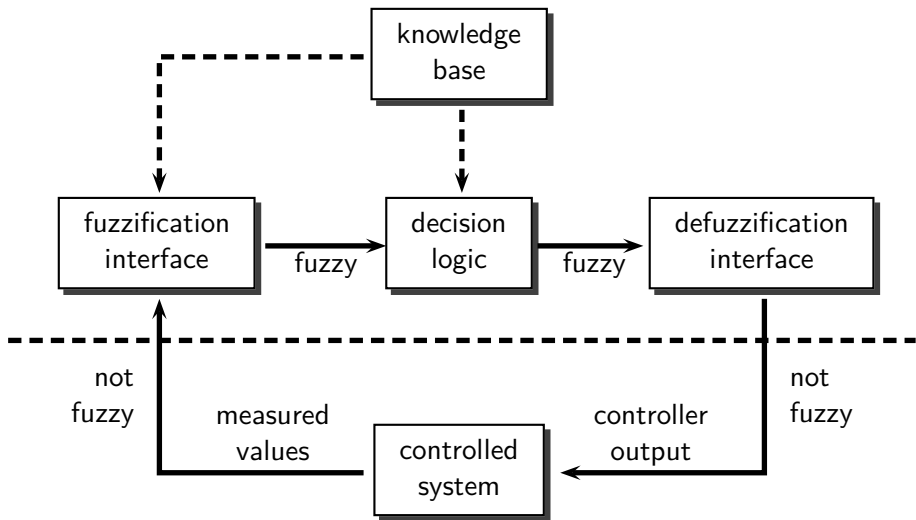 knowledge
base
fuzzification
interface
fuzzy
decision
logic
fuzzy
defuzzification
interface
not
fuzzy
measured
values
controlled
system
controller
output
not
fuzzy